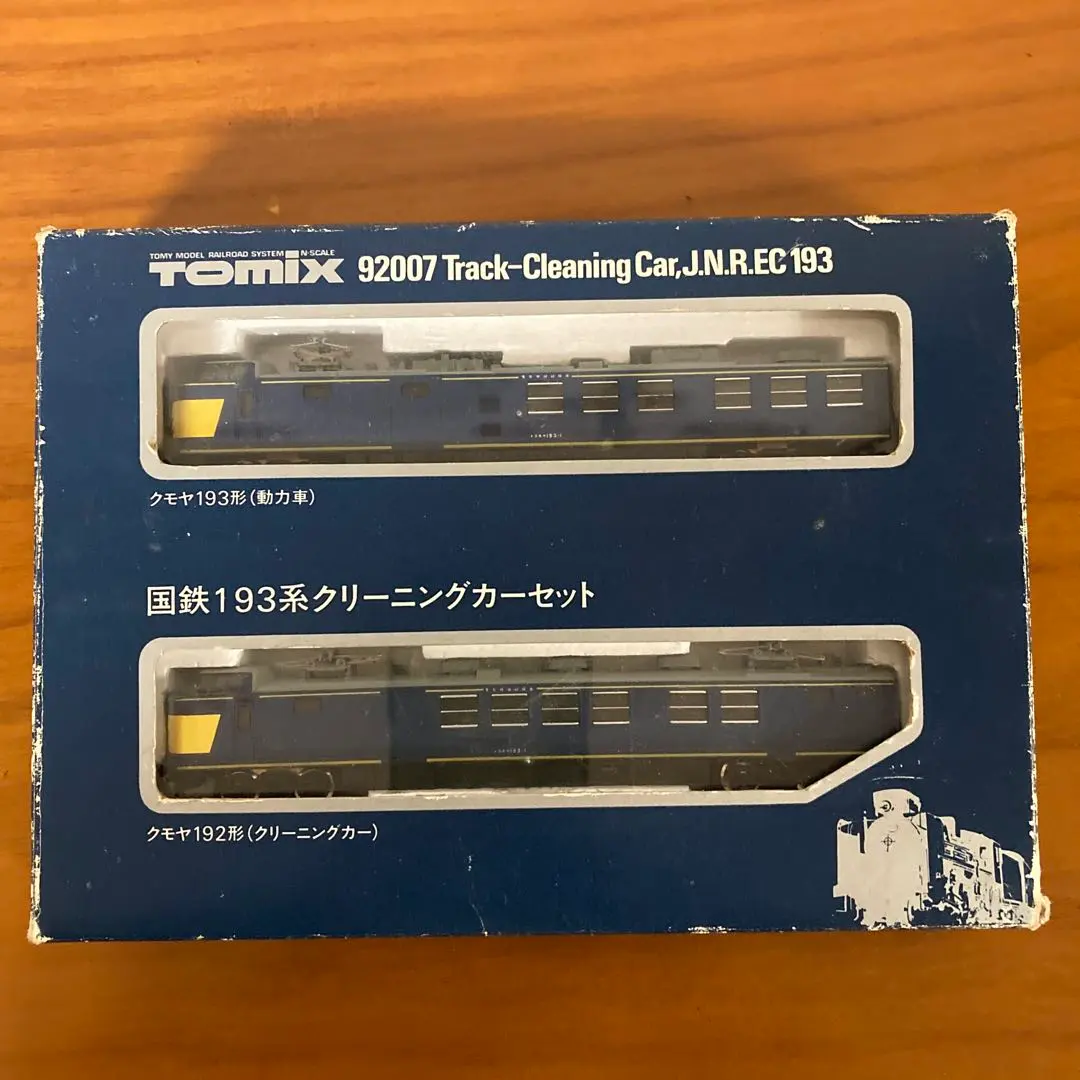 TOMY MODEL RAILROAD SYSTEM N-SCALE
TOMIX 92007 Track-Cleaning Car,J.N.R.EC193
クモヤ193形(動力車)
国鉄193系クリーニングカーセット
クモヤ192形(クリーニングカー)